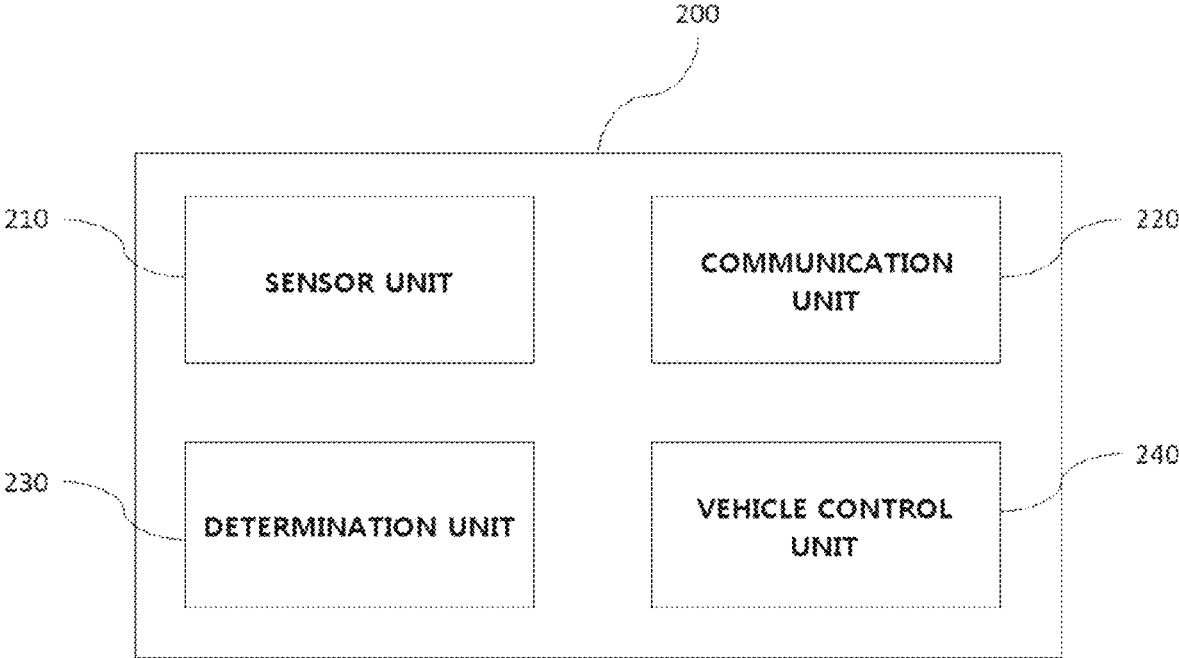 200
210
SENSOR UNIT
COMMUNICATION
UNIT
220
230
DETERMINATION UNIT
VEHICLE CONTROL
UNIT
240